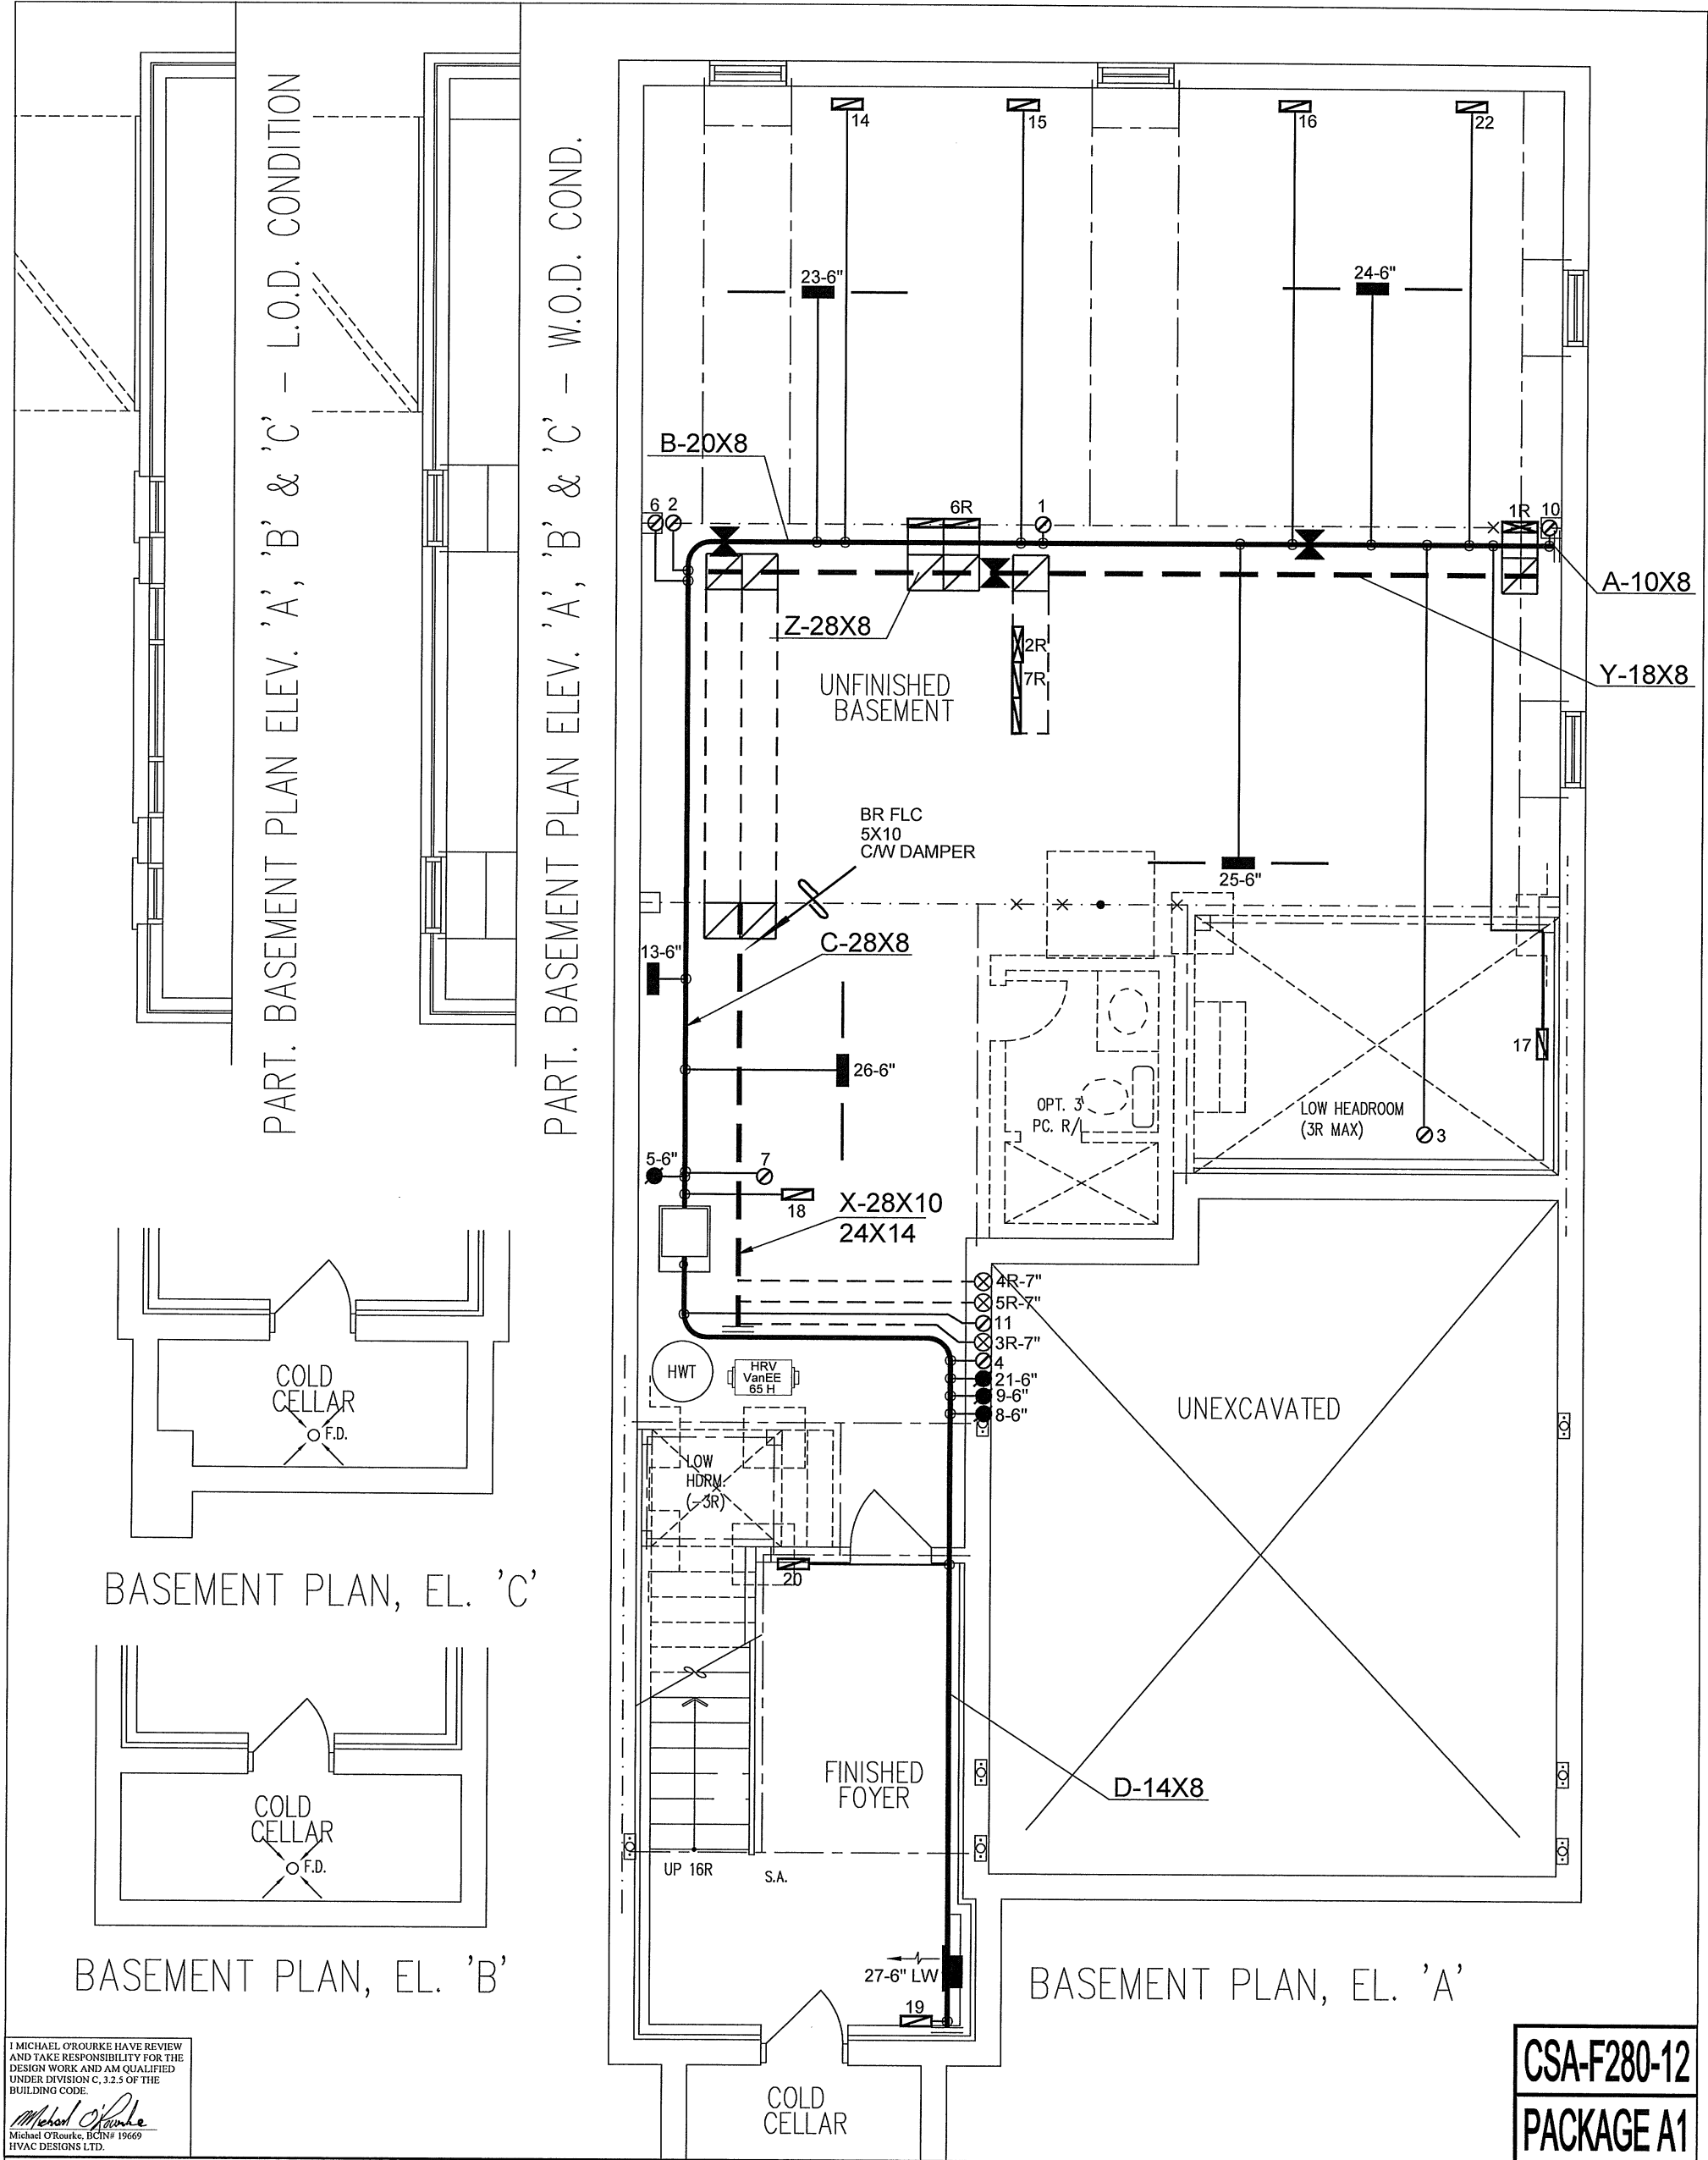 PART. BASEMENT PLAN ELEV. 'A', 'B' & 'C' - L.O.D. CONDITION
PART. BASEMENT PLAN ELEV. 'A', 'B' & 'C' - W.O.D. COND.
14
15
16
22
23-6"
24-6"
B-20X8
6
2
6R
1
1R
10
A-10X8
Z-28X8
2R
7R
Y-18X8
UNFINISHED
BASEMENT
BR FLC
5X10
C/W DAMPER
25-6"
C-28X8
13-6"
26-6"
17
OPT. 3
PC. R/I
LOW HEADROOM
(3R MAX)
3
5-6"
7
18
X-28X10
24X14
4R-7"
5R-7"
11
3R-7"
4
21-6"
9-6"
8-6"
HWT
HRV
VanEE
65 H
UNEXCAVATED
COLD
CELLAR
F.D.
LOW
HDRM.
(-3R)
BASEMENT PLAN, EL. 'C'
20
FINISHED
FOYER
D-14X8
COLD
CELLAR
F.D.
UP 16R
S.A.
BASEMENT PLAN, EL. 'B'
27-6" LW
19
BASEMENT PLAN, EL. 'A'
COLD
CELLAR
I MICHAEL O'ROURKE HAVE REVIEW
AND TAKE RESPONSIBILITY FOR THE
DESIGN WORK AND AM QUALIFIED
UNDER DIVISION C, 3.2.5 OF THE
BUILDING CODE.
Michael O'Rourke
Michael O'Rourke, BCIN# 19669
HVAC DESIGNS LTD.
CSA-F280-12
PACKAGE A1